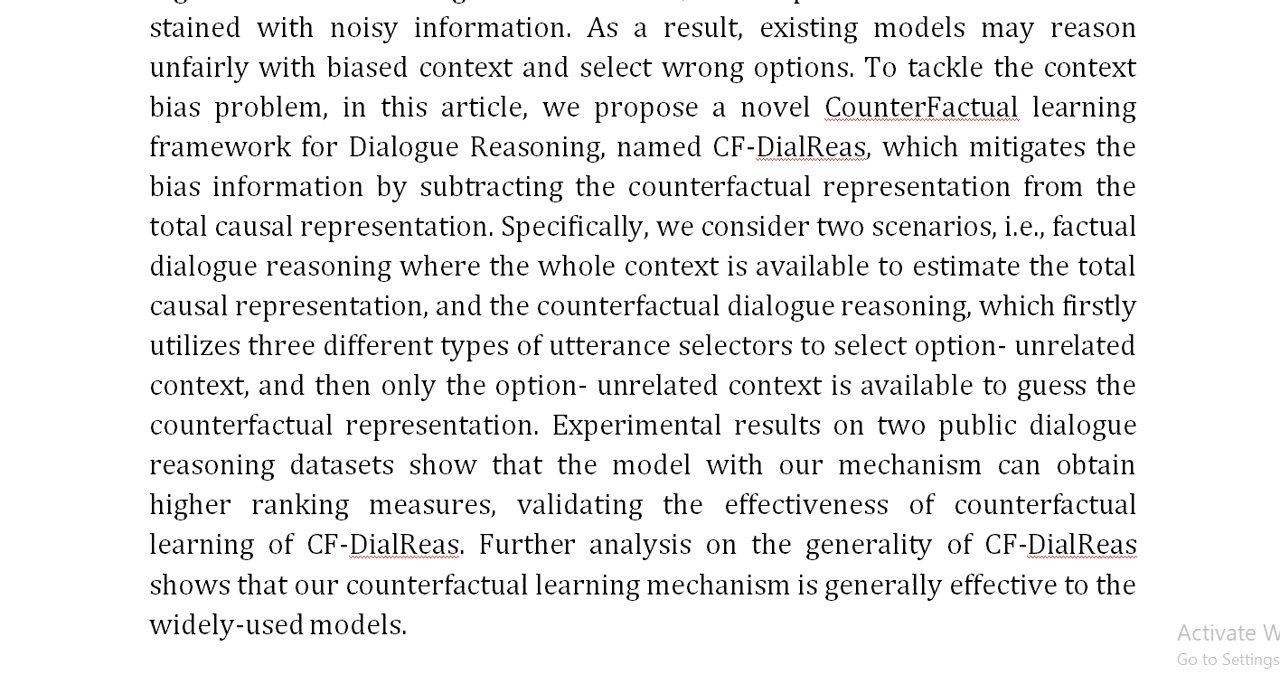 stained with noisy information. As a result, existing models may reason
unfairly with biased context and select wrong options. To tackle the context
bias problem, in this article, we propose a novel CounterFactual learning
framework for Dialogue Reasoning, named CF-DialReas, which mitigates the
bias information by subtracting the counterfactual representation from the
total causal representation. Specifically, we consider two scenarios, i.e., factual
dialogue reasoning where the whole context is available to estimate the total
causal representation, and the counterfactual dialogue reasoning, which firstly
utilizes three different types of utterance selectors to select option- unrelated
context, and then only the option- unrelated context is available to guess the
counterfactual representation. Experimental results on two public dialogue
reasoning datasets show that the model with our mechanism can obtain
higher ranking measures, validating the effectiveness of counterfactual
learning of CF-DialReas. Further analysis on the generality of CF-DialReas
shows that our counterfactual learning mechanism is generally effective to the
widely-used models.
Activate W
Go to Settings